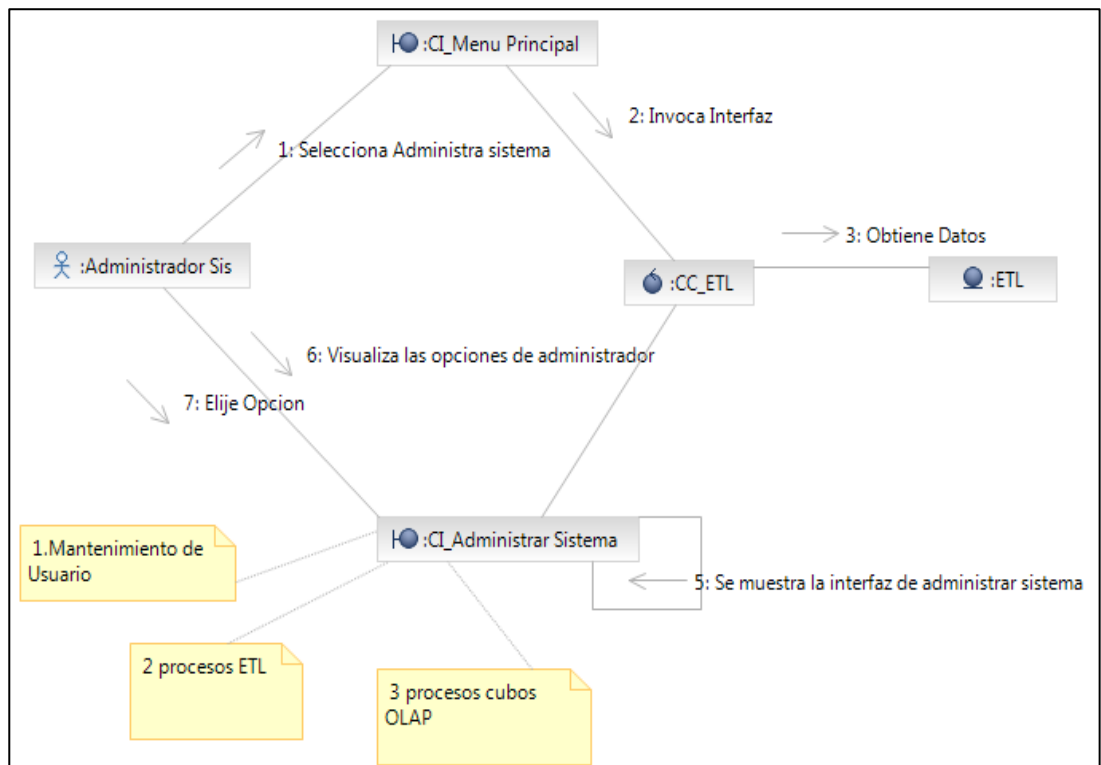 :CI_Menu Principal
2: Invoca Interfaz
1: Selecciona Administra sistema
3: Obtiene Datos
:Administrador Sis
:CC_ETL
:ETL
6: Visualiza las opciones de administrador
7: Elije Opcion
:CI_Administrar Sistema
1.Mantenimiento de
Usuario
5: Se muestra la interfaz de administrar sistema
2 procesos ETL
3 procesos cubos
OLAP